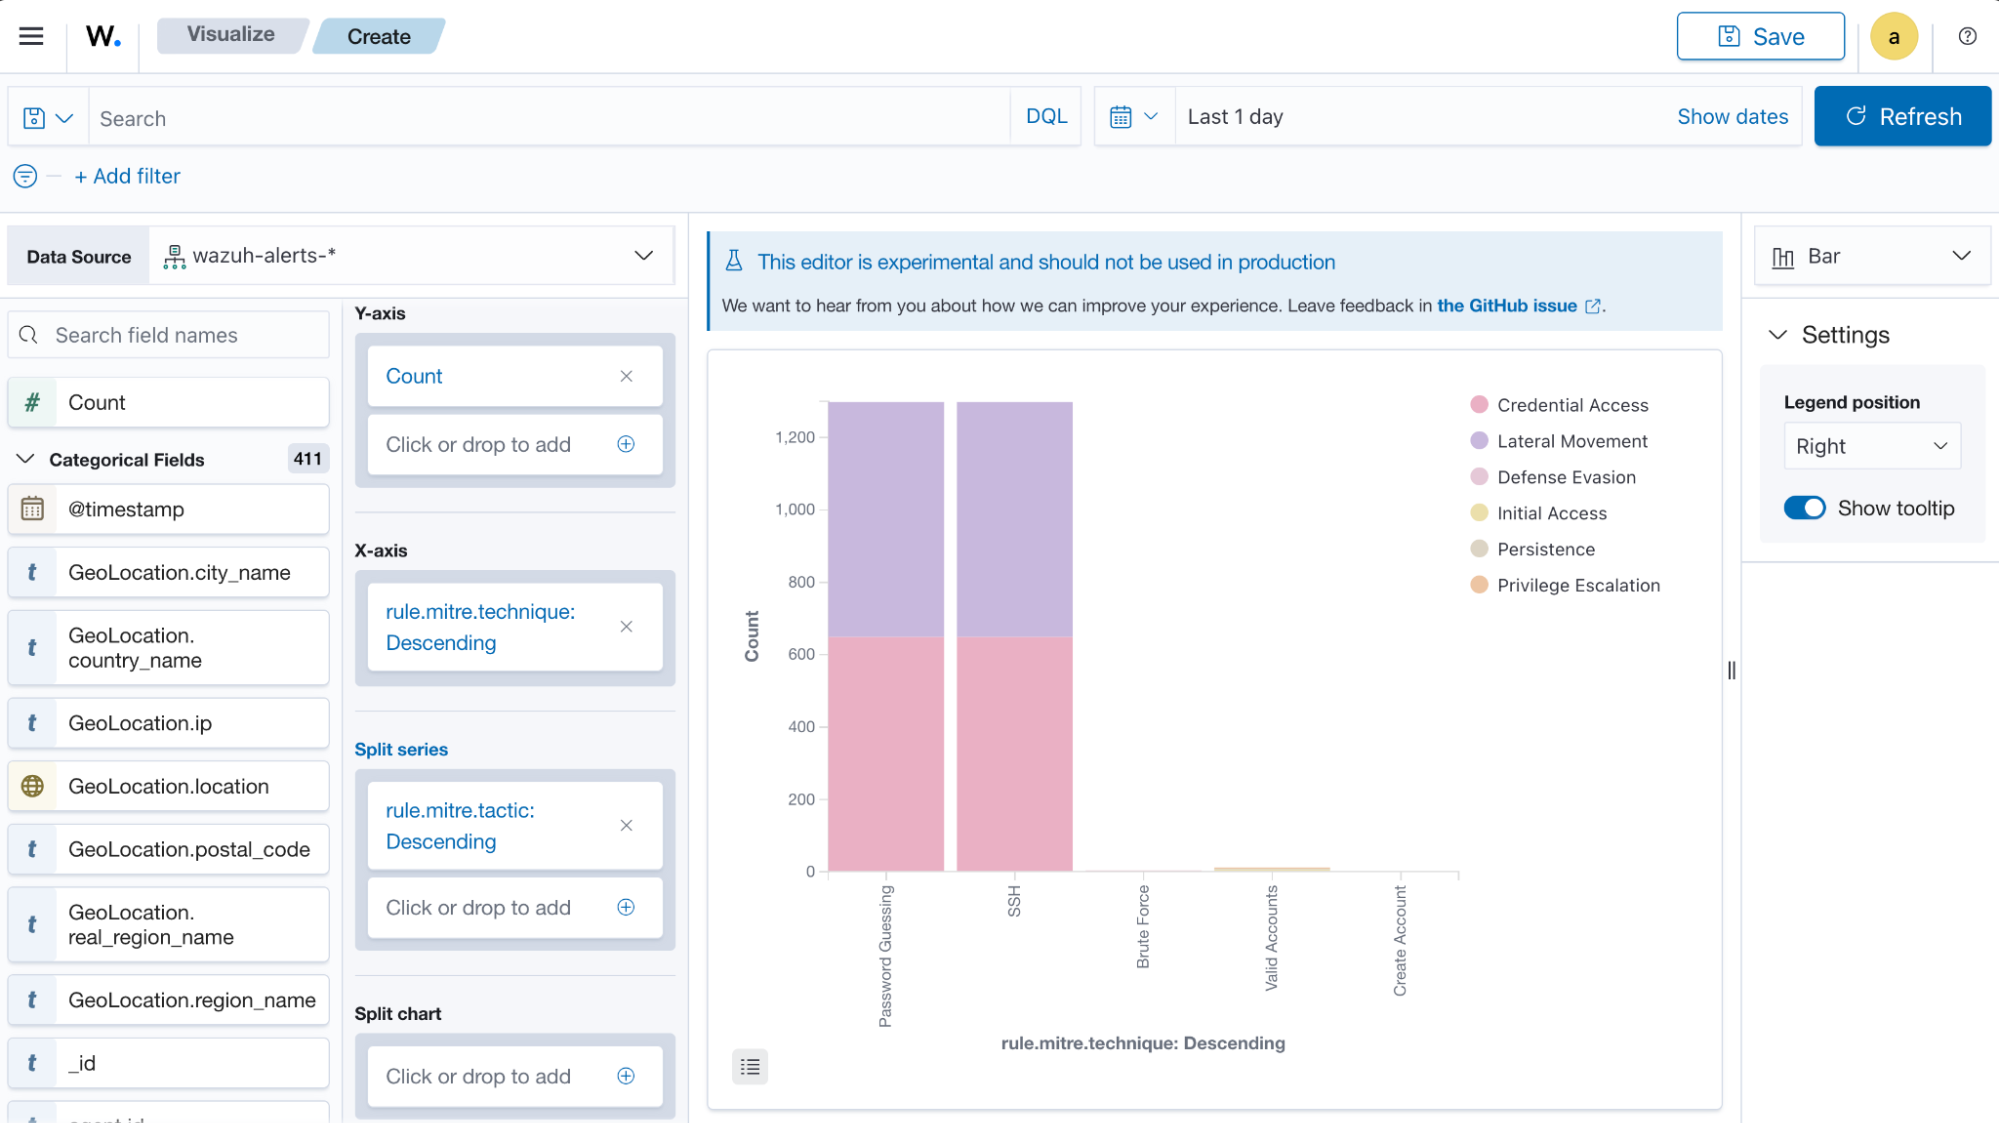 W.
Visualize
Create
Save
a
Search
DQL
Last 1 day
Show dates
Refresh
+ Add filter
Data Source
wazuh-alerts-*
Search field names
# Count
Categorical Fields
411
@timestamp
t GeoLocation.city_name
t GeoLocation.
country_name
t GeoLocation.ip
GeoLocation.location
t GeoLocation.postal_code
t GeoLocation.
real_region_name
t GeoLocation.region_name
t _id
Y-axis
Count
Click or drop to add
X-axis
rule.mitre.technique:
Descending
Split series
rule.mitre.tactic:
Descending
Click or drop to add
Split chart
Click or drop to add
This editor is experimental and should not be used in production
We want to hear from you about how we can improve your experience. Leave feedback in the GitHub issue.
Count
1,200
1,000
800
600
400
200
0
Password Guessing
SSH
Brute Force
Valid Accounts
Create Account
rule.mitre.technique: Descending
Credential Access
Lateral Movement
Defense Evasion
Initial Access
Persistence
Privilege Escalation
Bar
Settings
Legend position
Right
Show tooltip